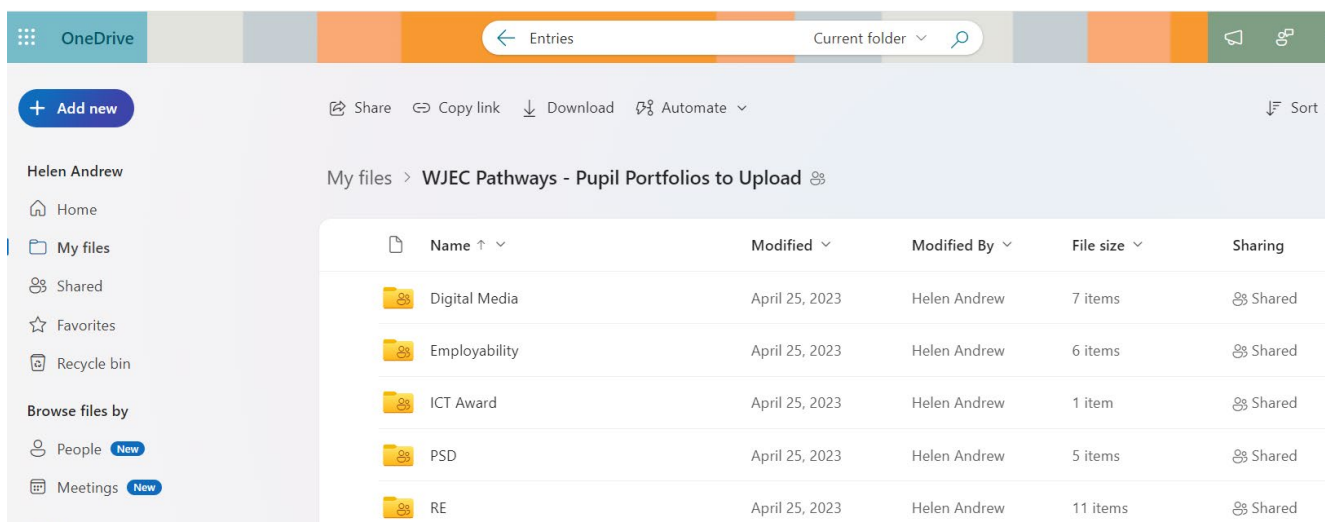 OneDrive
Entries Current folder
Add new
Share Copy link Download Automate Sort
Helen Andrew
My files > WJEC Pathways - Pupil Portfolios to Upload
Home
My files
Name Modified Modified By File size Sharing
Shared
Digital Media April 25, 2023 Helen Andrew 7 items Shared
Favorites
Employability April 25, 2023 Helen Andrew 6 items Shared
Recycle bin
ICT Award April 25, 2023 Helen Andrew 1 item Shared
Browse files by
People New
PSD April 25, 2023 Helen Andrew 5 items Shared
Meetings New
RE April 25, 2023 Helen Andrew 11 items Shared